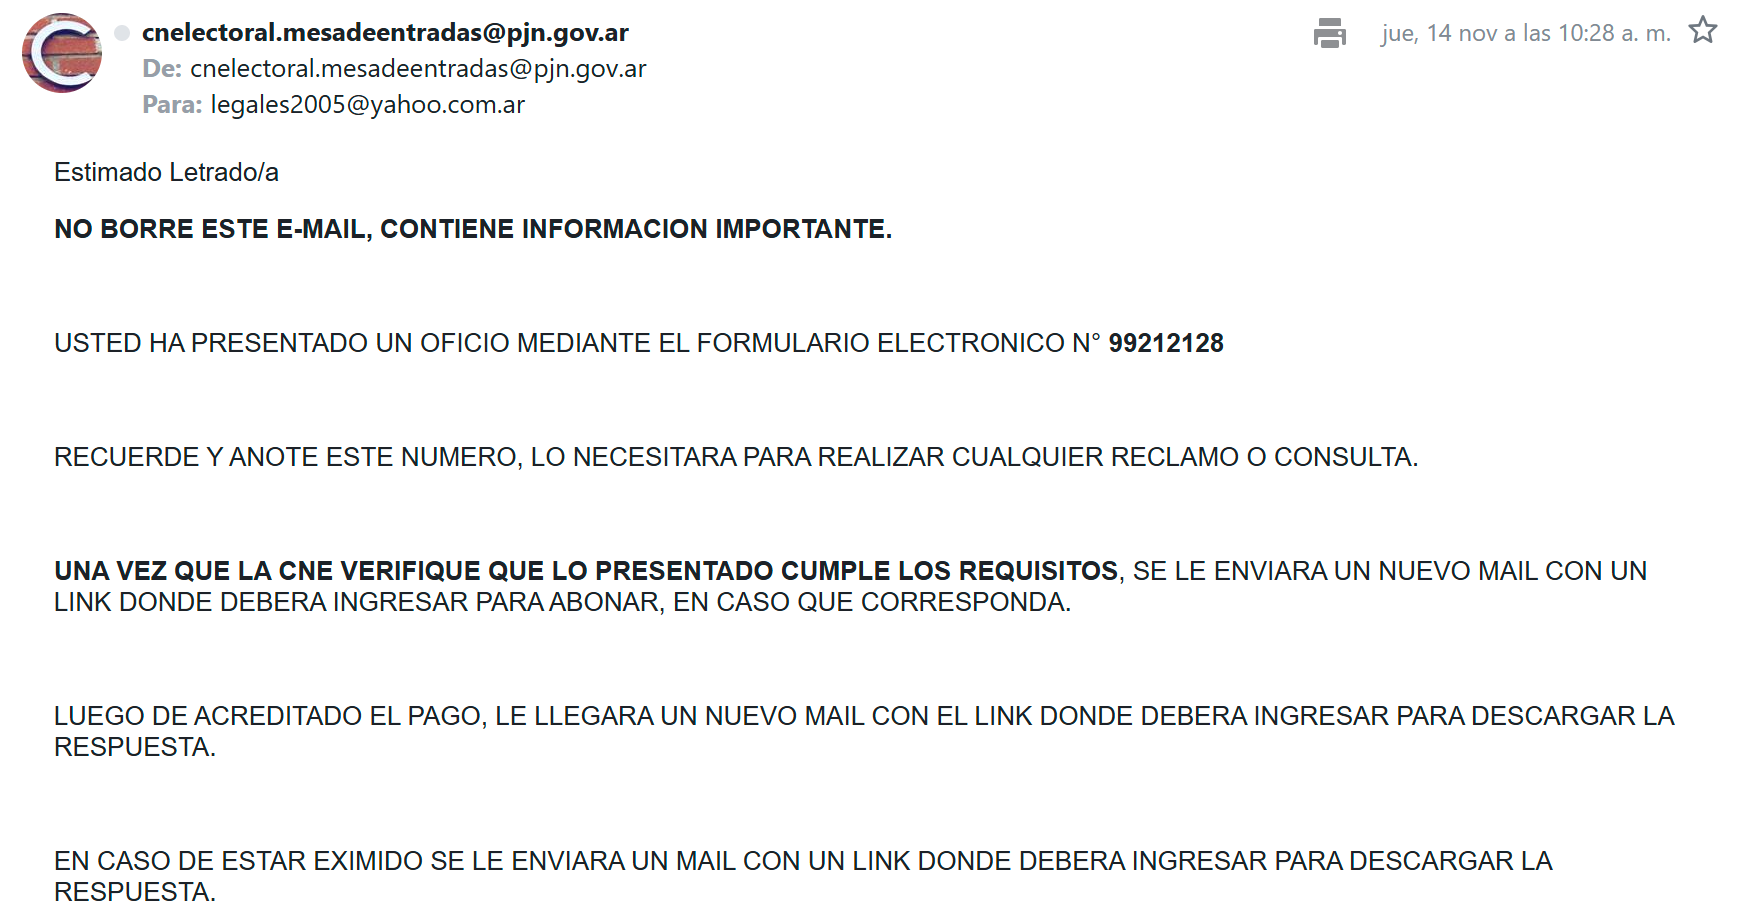 C
cnelectoral.mesadeentradas@pjn.gov.ar
jue, 14 nov a las 10:28 a. m.
De: cnelectoral.mesadeentradas@pjn.gov.ar
Para: legales2005@yahoo.com.ar
Estimado Letrado/a
NO BORRE ESTE E-MAIL, CONTIENE INFORMACION IMPORTANTE.
USTED HA PRESENTADO UN OFICIO MEDIANTE EL FORMULARIO ELECTRONICO N° 99212128
RECUERDE Y ANOTE ESTE NUMERO, LO NECESITARA PARA REALIZAR CUALQUIER RECLAMO O CONSULTA.
UNA VEZ QUE LA CNE VERIFIQUE QUE LO PRESENTADO CUMPLE LOS REQUISITOS, SE LE ENVIARA UN NUEVO MAIL CON UN
LINK DONDE DEBERA INGRESAR PARA ABONAR, EN CASO QUE CORRESPONDA.
LUEGO DE ACREDITADO EL PAGO, LE LLEGARA UN NUEVO MAIL CON EL LINK DONDE DEBERA INGRESAR PARA DESCARGAR LA
RESPUESTA.
EN CASO DE ESTAR EXIMIDO SE LE ENVIARA UN MAIL CON UN LINK DONDE DEBERA INGRESAR PARA DESCARGAR LA
RESPUESTA.